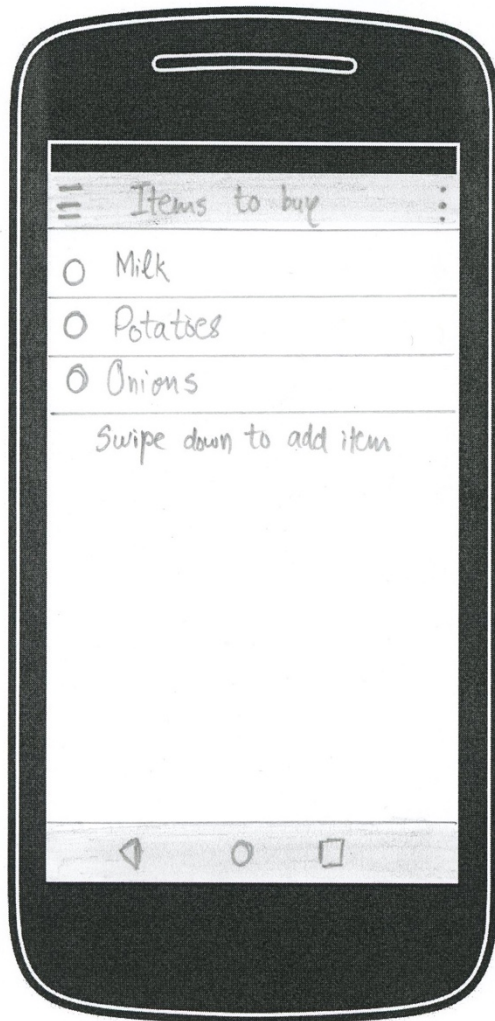 Items to buy
Milk
Potatoes
Onions
Swipe down to add item